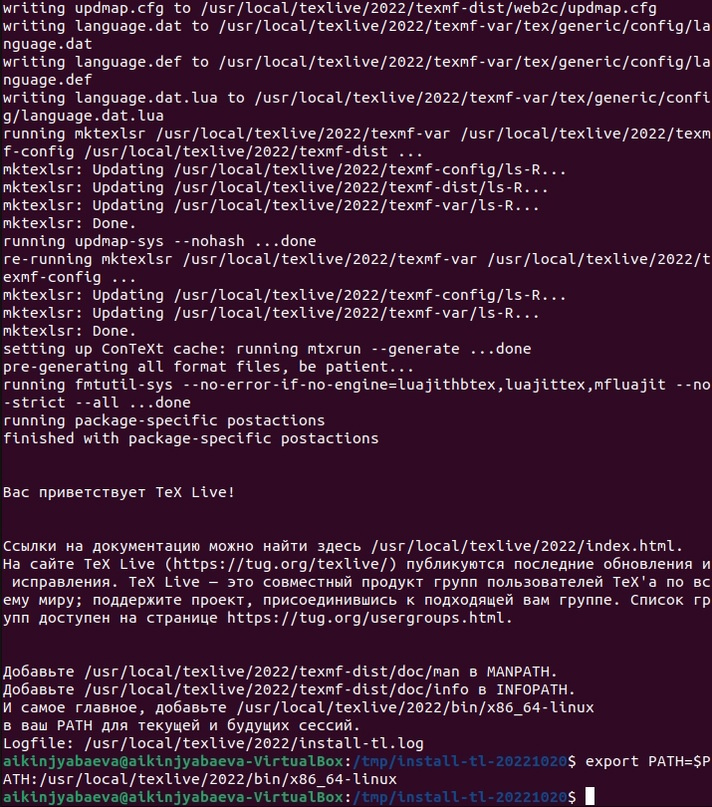 writing updmap.cfg to /usr/local/texlive/2022/texmf-dist/web2c/updmap.cfg
writing language.dat to /usr/local/texlive/2022/texmf-var/tex/generic/config/la
nguage.dat
writing language.def to /usr/local/texlive/2022/texmf-var/tex/generic/config/la
nguage.def
writing language.dat.lua to /usr/local/texlive/2022/texmf-var/tex/generic/confi
g/language.dat.lua
running mktexlsr /usr/local/texlive/2022/texmf-var /usr/local/texlive/2022/texm
f-config /usr/local/texlive/2022/texmf-dist ...
mktexlsr: Updating /usr/local/texlive/2022/texmf-config/ls-R...
mktexlsr: Updating /usr/local/texlive/2022/texmf-dist/ls-R...
mktexlsr: Updating /usr/local/texlive/2022/texmf-var/ls-R...
mktexlsr: Done.
running updmap-sys --nohash ...done
re-running mktexlsr /usr/local/texlive/2022/texmf-var /usr/local/texlive/2022/t
exmf-config ...
mktexlsr: Updating /usr/local/texlive/2022/texmf-config/ls-R...
mktexlsr: Updating /usr/local/texlive/2022/texmf-var/ls-R...
mktexlsr: Done.
setting up ConTeXt cache: running mtxrun --generate ...done
pre-generating all format files, be patient...
running fmtutil-sys --no-error-if-no-engine=luajithbtex,luajittex,mfluajit --no
-strict --all ...done
running package-specific postactions
finished with package-specific postactions
Вас приветствует TeX Live!
Ссылки на документацию можно найти здесь /usr/local/texlive/2022/index.html.
На сайте TeX Live (https://tug.org/texlive/) публикуются последние обновления и
исправления. TeX Live — это совместный продукт групп пользователей TeX'а по вс
ему миру; поддержите проект, присоединившись к подходящей вам группе. Список гр
упп доступен на странице https://tug.org/usergroups.html.
Добавьте /usr/local/texlive/2022/texmf-dist/doc/man в MANPATH.
Добавьте /usr/local/texlive/2022/texmf-dist/doc/info в INFOPATH.
И самое главное, добавьте /usr/local/texlive/2022/bin/x86_64-linux
в ваш PATH для текущей и будущих сессий.
Logfile: /usr/local/texlive/2022/install-tl.log
aikinjyabaeva@aikinjyabaeva-VirtualBox:/tmp/install-tl-20221020$ export PATH=$P
ATH:/usr/local/texlive/2022/bin/x86_64-linux
aikinjyabaeva@aikinjyabaeva-VirtualBox:/tmp/install-tl-20221020$